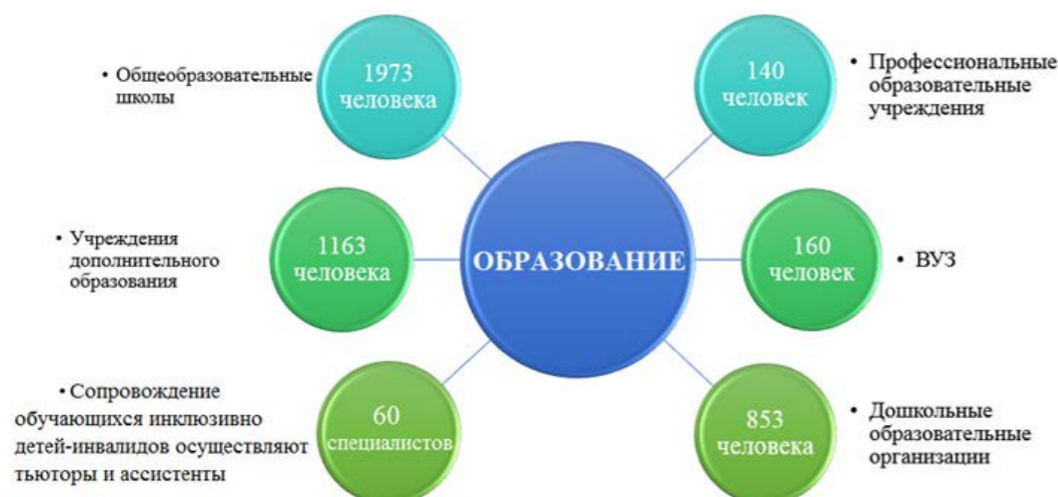 • Общеобразовательные
школы
1973
человека
140
человек
• Профессиональные
образовательные
учреждения
• Учреждения
дополнительного
образования
1163
человека
ОБРАЗОВАНИЕ
160
человек
• ВУЗ
• Сопровождение
обучающихся инклюзивно
детей-инвалидов осуществляют
тьюторы и ассистенты
60
специалистов
853
человека
• Дошкольные
образовательные
организации